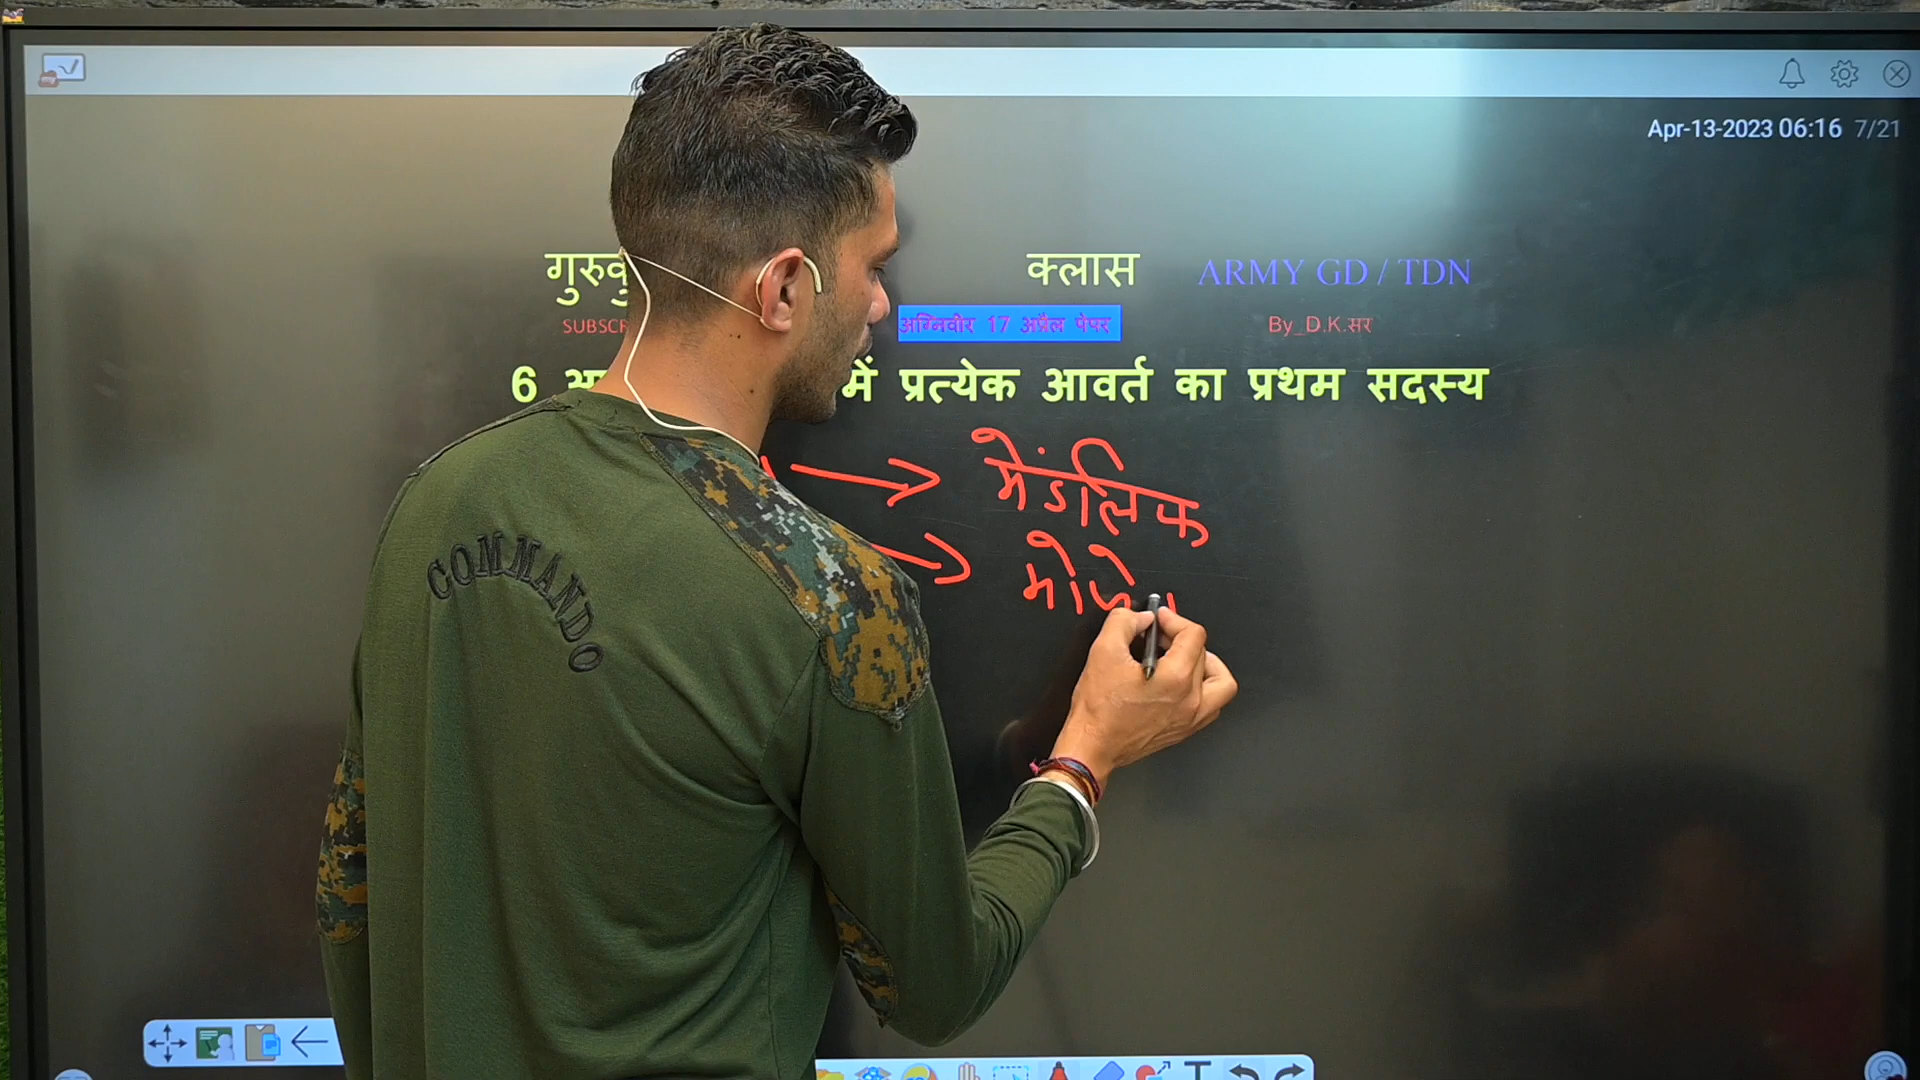 Apr-13-2023 06:16 7/21
क्लास ARMY GD / TDN
अग्निवीर 17 अप्रैल पेपर By_D.K.सर
6 में प्रत्येक आवर्त का प्रथम सदस्य
मेंडलिफ
COMMANDO